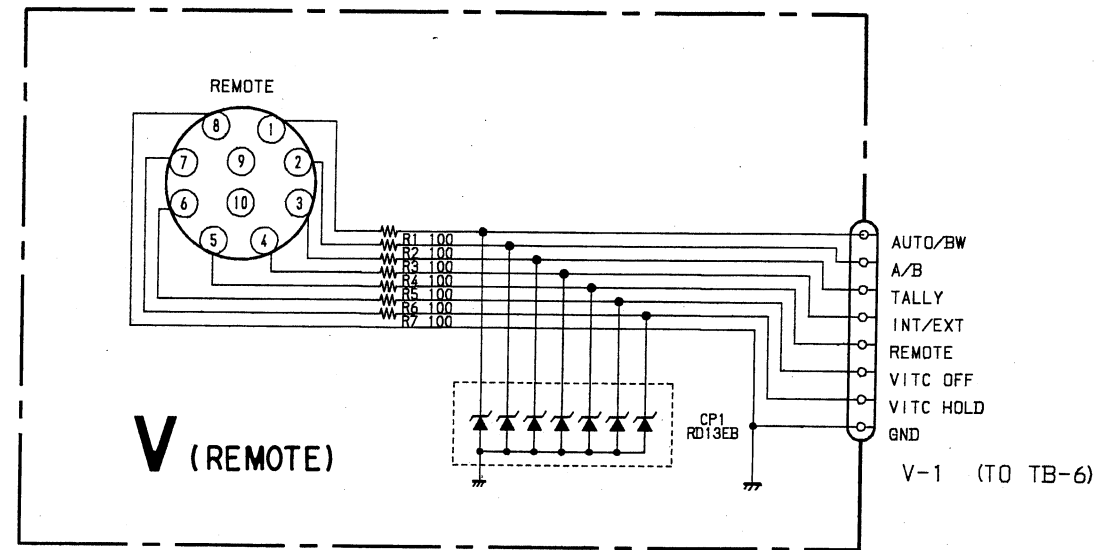 REMOTE
8
1
7
9
2
6
10
3
5
4
R1 100
R2 100
R3 100
R4 100
R5 100
R6 100
R7 100
AUTO/BW
A/B
TALLY
INT/EXT
REMOTE
VITC OFF
VITC HOLD
GND
CP1
RD13EB
V (REMOTE)
V-1 (TO TB-6)